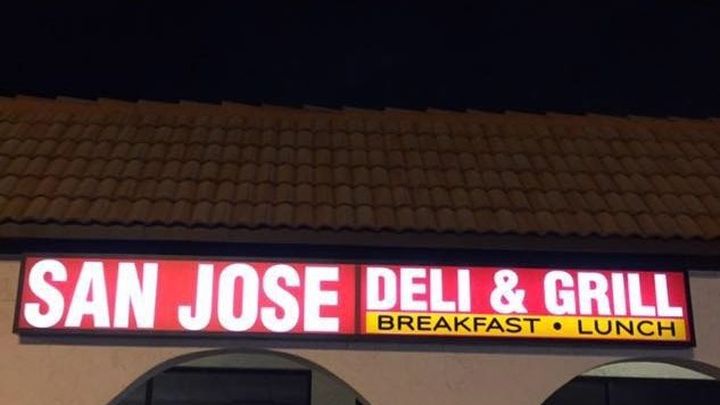 SAN JOSE
DELI & GRILL
BREAKFAST • LUNCH